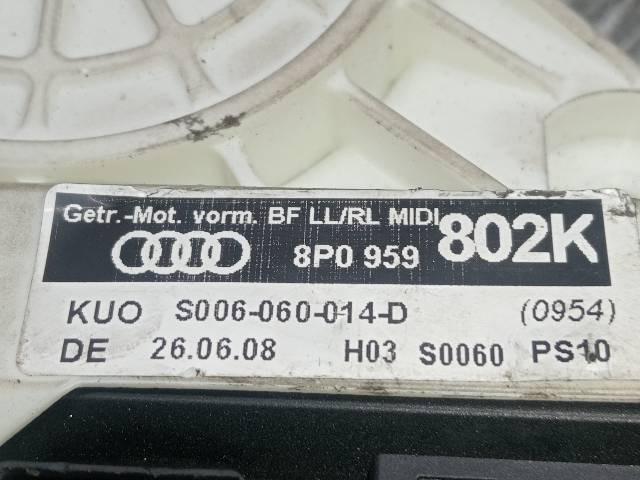 Getr.-Mot. vorm. BF LL/RL MIDI
8P0 959 802K
KUO S006-060-014-D (0954)
DE 26.06.08 H03 S0060 PS10